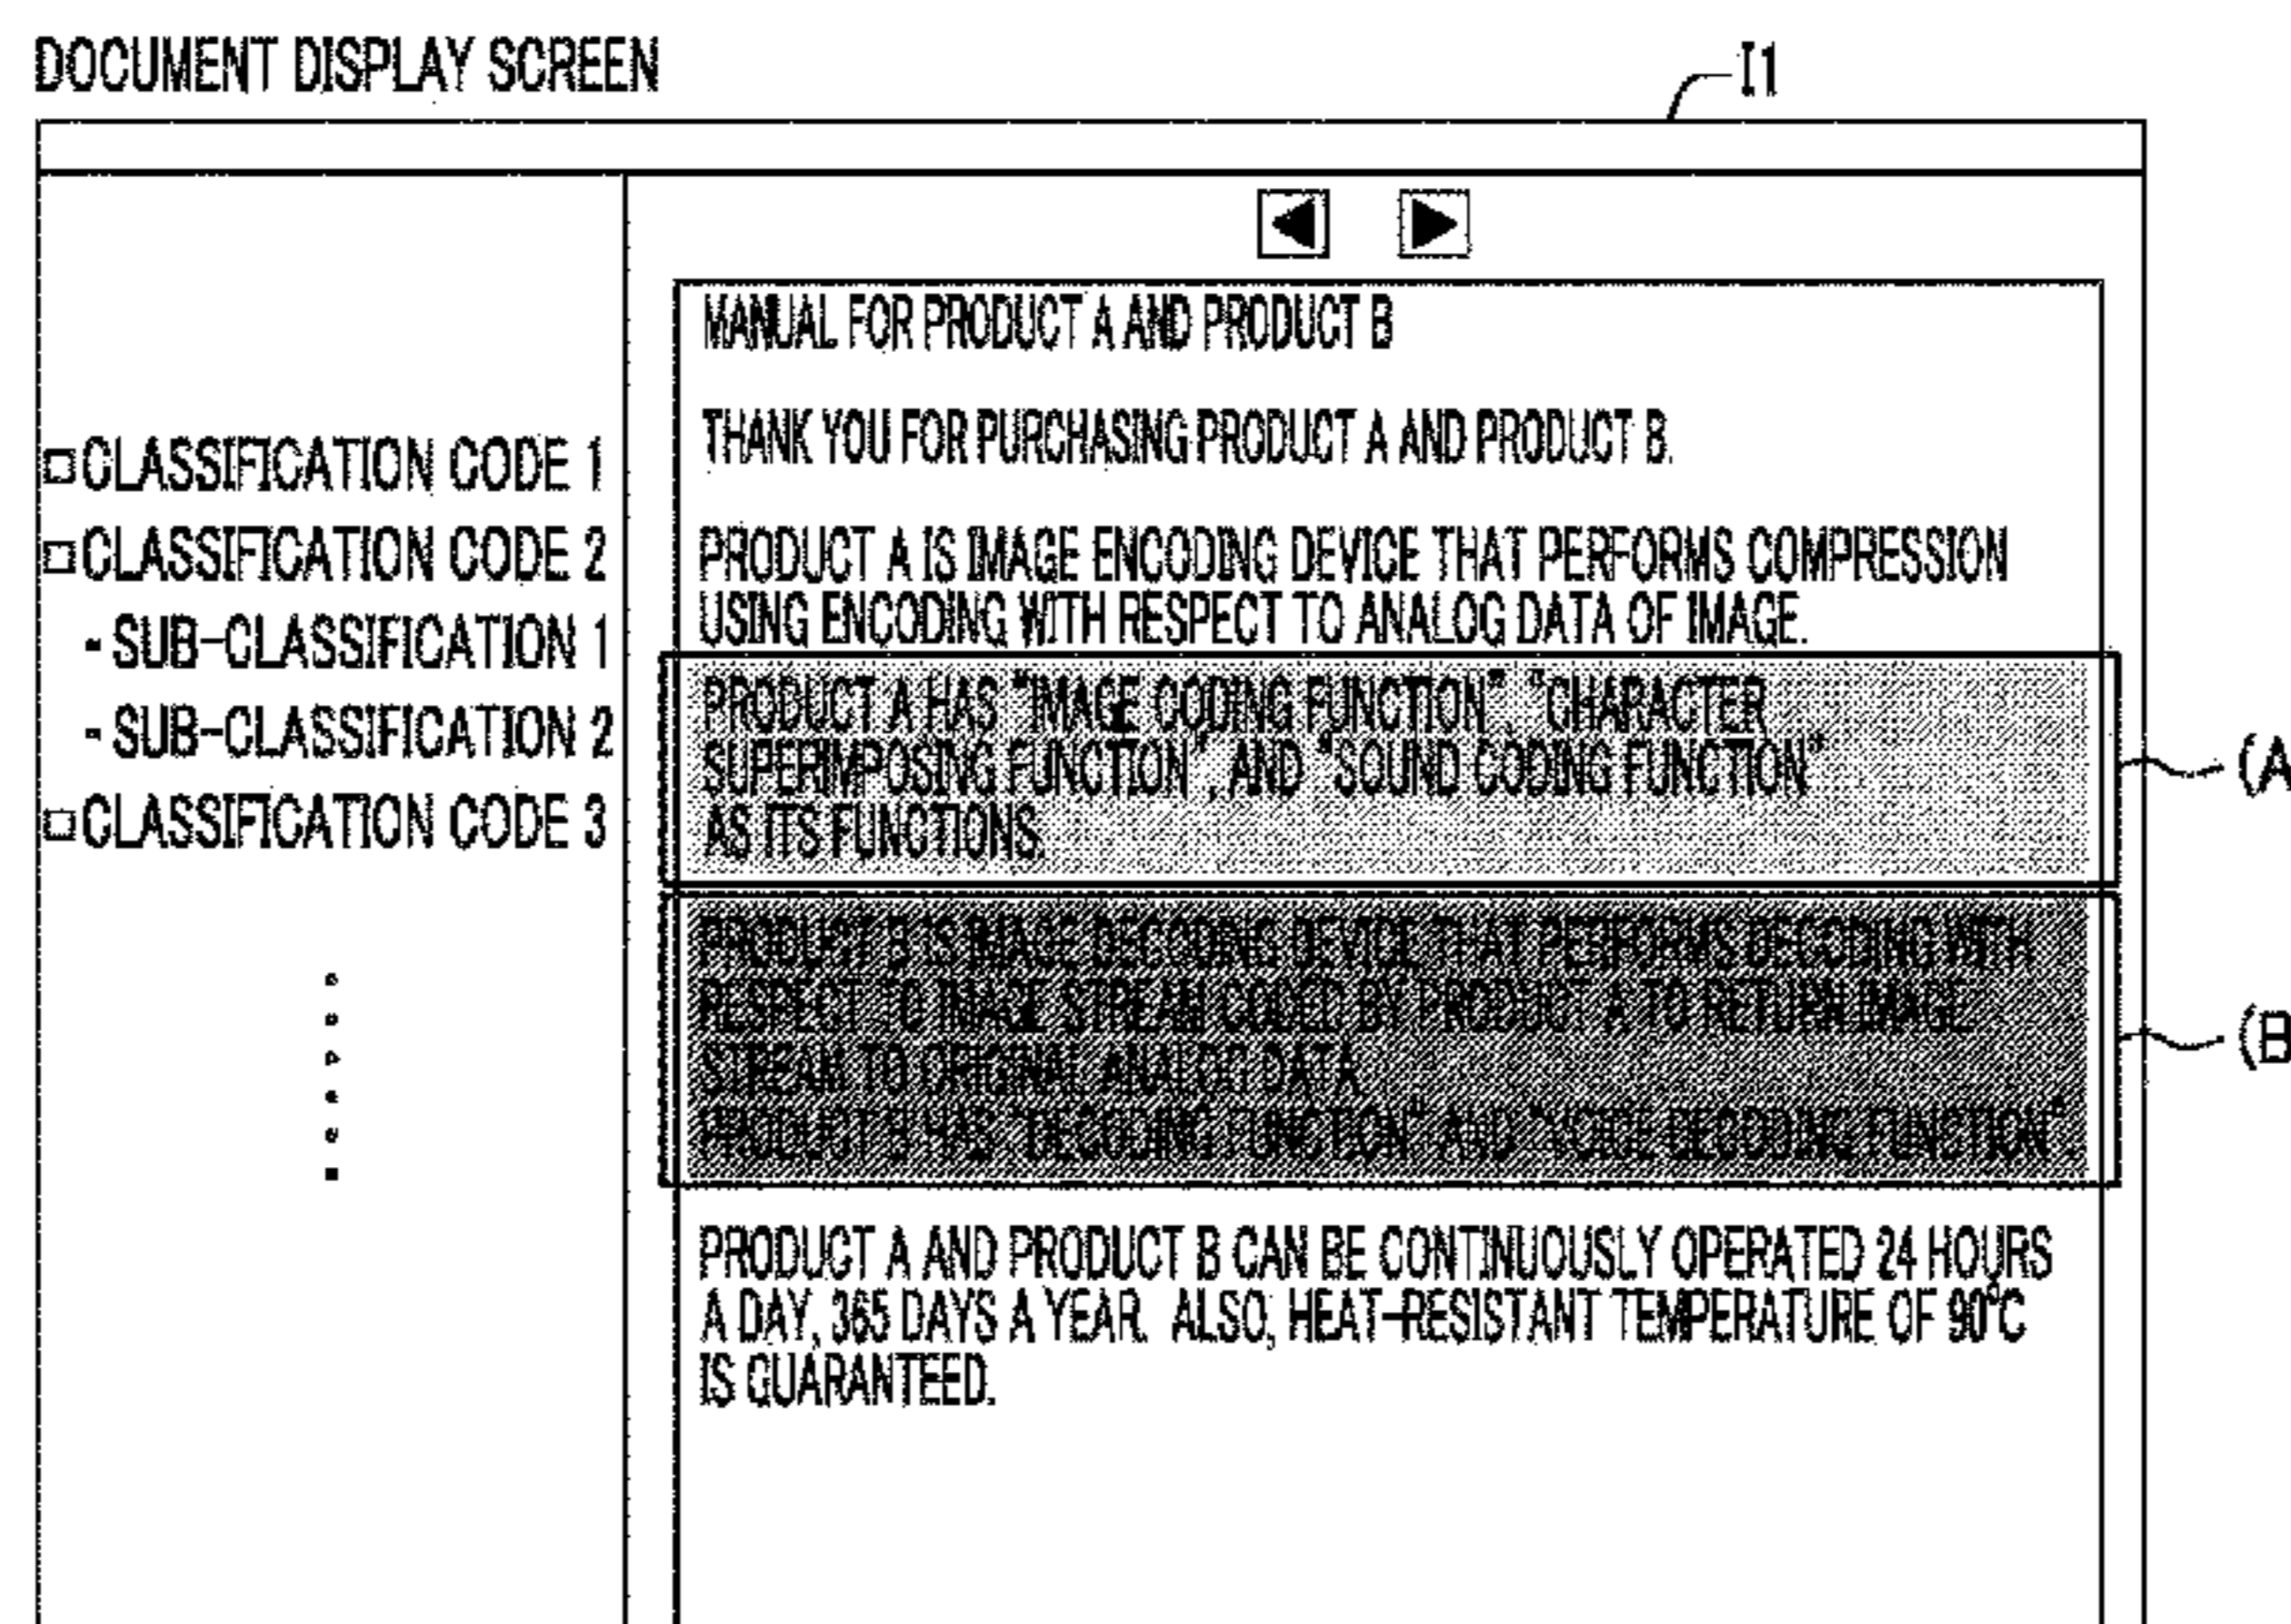 DOCUMENT DISPLAY SCREEN
I1
□CLASSIFICATION CODE 1
□CLASSIFICATION CODE 2
- SUB-CLASSIFICATION 1
- SUB-CLASSIFICATION 2
□CLASSIFICATION CODE 3
MANUAL FOR PRODUCT A AND PRODUCT B
THANK YOU FOR PURCHASING PRODUCT A AND PRODUCT B.
PRODUCT A IS IMAGE ENCODING DEVICE THAT PERFORMS COMPRESSION
USING ENCODING WITH RESPECT TO ANALOG DATA OF IMAGE.
PRODUCT A HAS "IMAGE CODING FUNCTION", "CHARACTER
SUPERIMPOSING FUNCTION", AND "SOUND CODING FUNCTION"
AS ITS FUNCTIONS.
(A
PRODUCT B IS IMAGE DECODING DEVICE THAT PERFORMS DECODING WITH
RESPECT TO IMAGE STREAM CODED BY PRODUCT A TO RETURN IMAGE
STREAM TO ORIGINAL ANALOG DATA.
PRODUCT B HAS "DECODING FUNCTION" AND "VOICE DECODING FUNCTION".
(B
PRODUCT A AND PRODUCT B CAN BE CONTINUOUSLY OPERATED 24 HOURS
A DAY, 365 DAYS A YEAR. ALSO, HEAT-RESISTANT TEMPERATURE OF 90°C
IS GUARANTEED.